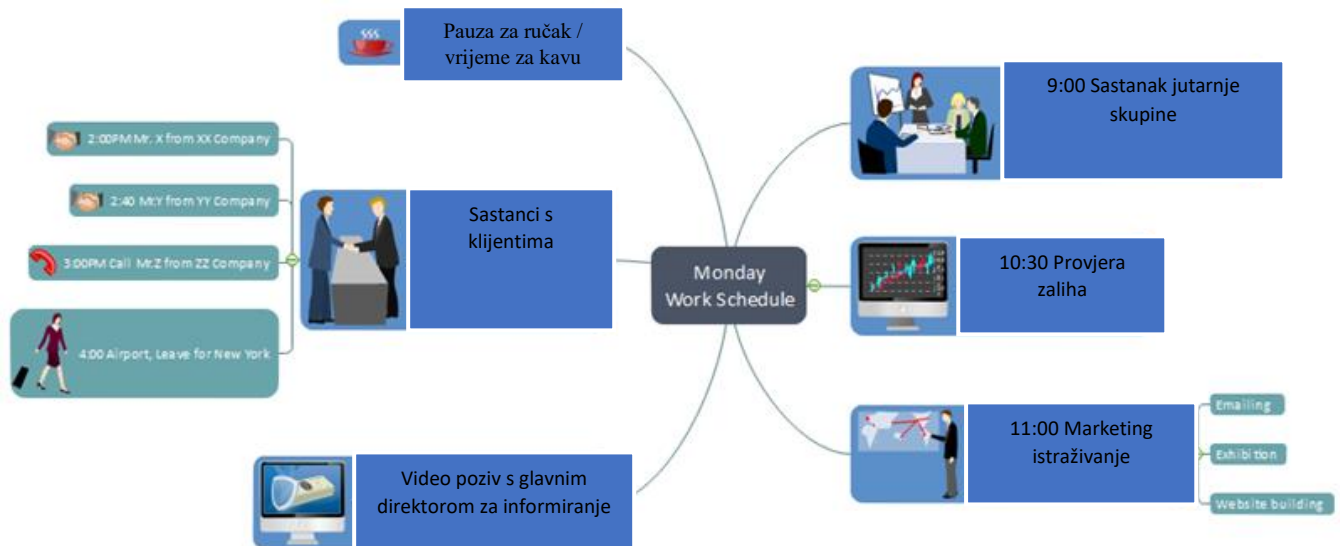 Pauza za ručak /
vrijeme za kavu
9:00 Sastanak jutarnje
skupine
2:00PM Mr. X from XX Company
2:40 Mr.Y from YY Company
3:00PM Call Mr.Z from ZZ Company
4:00 Airport, Leave for New York
Sastanci s
klijentima
Monday
Work Schedule
10:30 Provjera
zaliha
11:00 Marketing
istraživanje
Emailing
Exhibition
Website building
Video poziv s glavnim
direktorom za informiranje